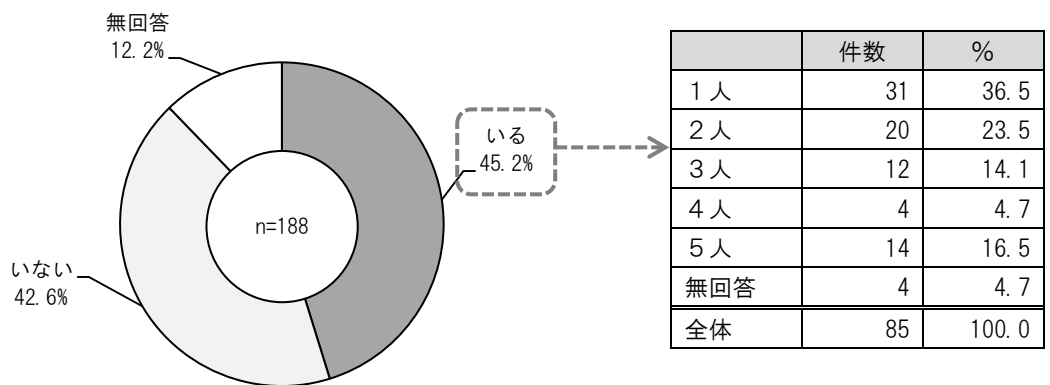 無回答
12.2%
いる
45.2%
n=188
いない
42.6%
件数 %
1人 31 36.5
2人 20 23.5
3人 12 14.1
4人 4 4.7
5人 14 16.5
無回答 4 4.7
全体 85 100.0